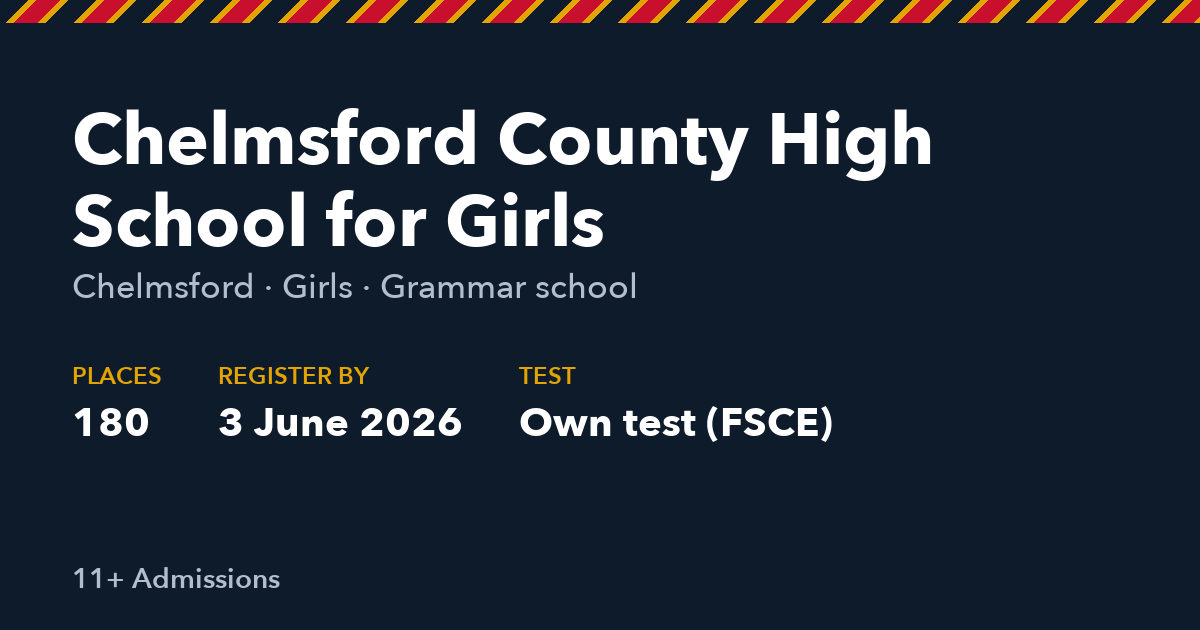 Chelmsford County High
School for Girls
Chelmsford · Girls · Grammar school
PLACES
180
REGISTER BY
3 June 2026
TEST
Own test (FSCE)
11+ Admissions